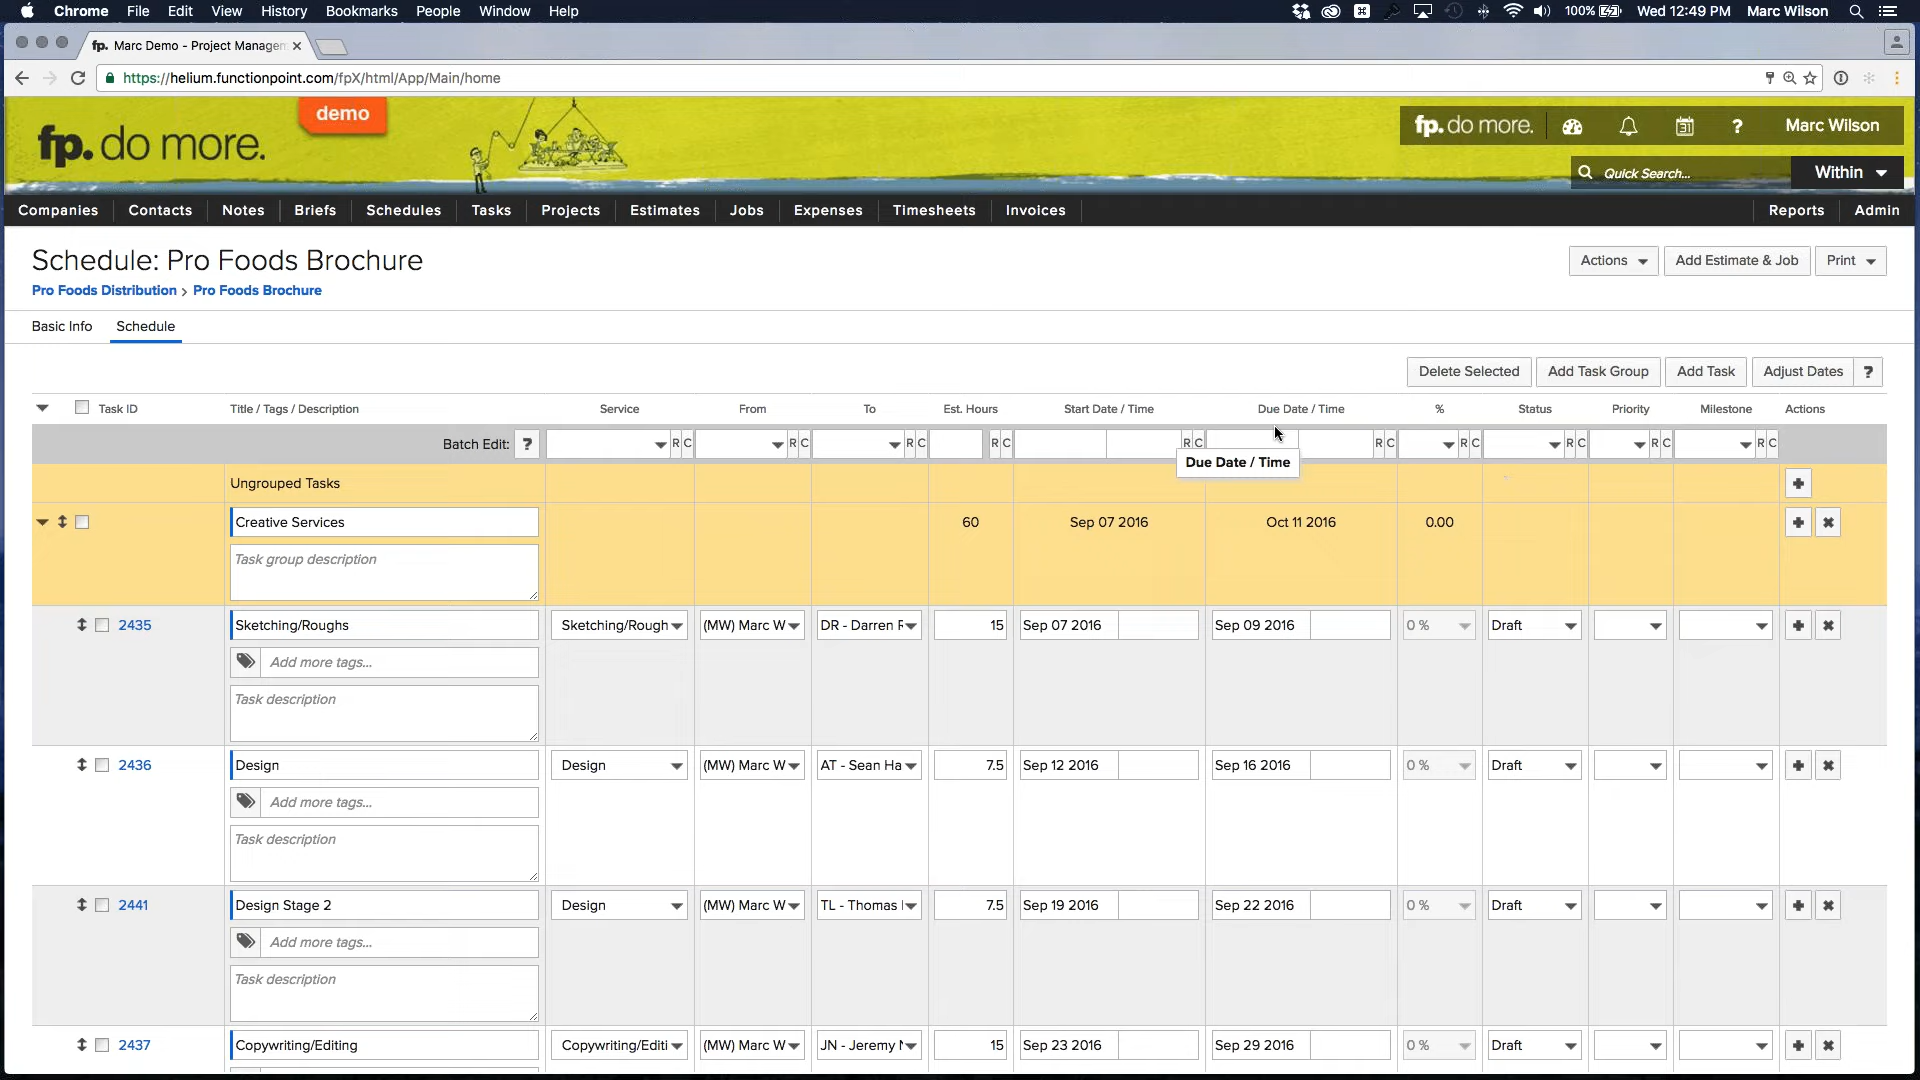 Chrome File Edit View History Bookmarks People Window Help 100% Wed 12:49 PM Marc Wilson
fp. Marc Demo - Project Managem
https://helium.functionpoint.com/fpX/html/App/Main/home
demo
fp. do more.
fp. do more. 31 ? Marc Wilson
Quick Search... Within
Companies Contacts Notes Briefs Schedules Tasks Projects Estimates Jobs Expenses Timesheets Invoices Reports Admin
Schedule: Pro Foods Brochure
Actions Add Estimate & Job Print
Pro Foods Distribution > Pro Foods Brochure
Basic Info Schedule
Delete Selected Add Task Group Add Task Adjust Dates ?
Task ID Title / Tags / Description Service From To Est. Hours Start Date / Time Due Date / Time % Status Priority Milestone Actions
Batch Edit: ? R C R C R C R C R C R C R C R C R C R C
Due Date / Time
Ungrouped Tasks
Creative Services 60 Sep 07 2016 Oct 11 2016 0.00
Task group description
2435 Sketching/Roughs Sketching/Rough (MW) Marc W DR - Darren 15 Sep 07 2016 Sep 09 2016 0 % Draft
Add more tags...
Task description
2436 Design Design (MW) Marc W AT - Sean Ha 7.5 Sep 12 2016 Sep 16 2016 0 % Draft
Add more tags...
Task description
2441 Design Stage 2 Design (MW) Marc W TL - Thomas 7.5 Sep 19 2016 Sep 22 2016 0 % Draft
Add more tags...
Task description
2437 Copywriting/Editing Copywriting/Editi (MW) Marc W JN - Jeremy 15 Sep 23 2016 Sep 29 2016 0 % Draft